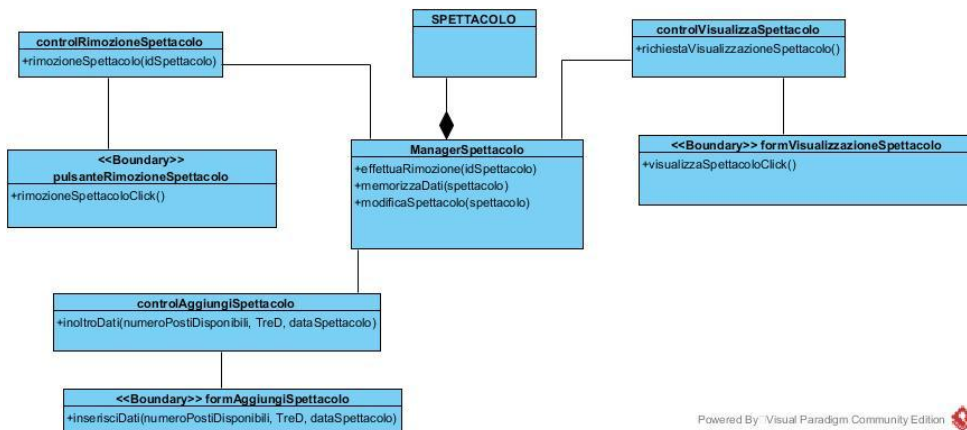 SPETTACOLO
controlRimozioneSpettacolo
+rimozioneSpettacolo(idSpettacolo)
controlVisualizzaSpettacolo
+richiestaVisualizzazioneSpettacolo()
<<Boundary>>
pulsanteRimozioneSpettacolo
+rimozioneSpettacoloClick()
ManagerSpettacolo
+effettuaRimozione(idSpettacolo)
+memorizzaDati(spettacolo)
+modificaSpettacolo(spettacolo)
<<Boundary>> formVisualizzazioneSpettacolo
+visualizzaSpettacoloClick()
controlAggiungiSpettacolo
+inoltroDati(numeroPostiDisponibili, TreD, dataSpettacolo)
<<Boundary>> formAggiungiSpettacolo
+inserisciDati(numeroPostiDisponibili, TreD, dataSpettacolo)
Powered By Visual Paradigm Community Edition